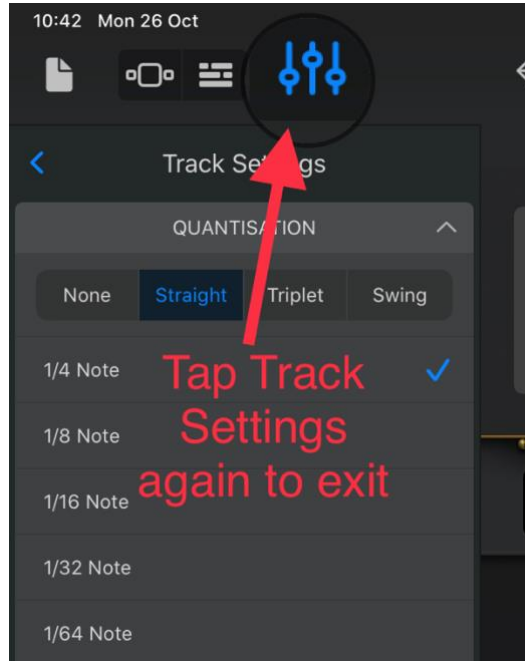 10:42 Mon 26 Oct
Track Settings
QUANTISATION
None Straight Triplet Swing
1/4 Note
1/8 Note
1/16 Note
1/32 Note
1/64 Note
Tap Track
Settings
again to exit